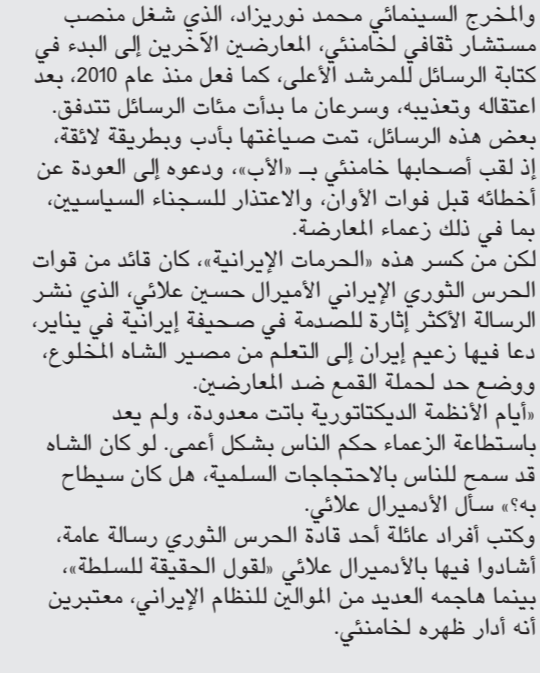 والمخرج السينمائي محمد نوريزاد، الذي شغل منصب
مستشار ثقافي لخامنئي، المعارضين الآخرين إلى البدء في
كتابة الرسائل للمرشد الأعلى، كما فعل منذ عام 2010، بعد
اعتقاله وتعذيبه، وسرعان ما بدأت مئات الرسائل تتدفق.
بعض هذه الرسائل، تمت صياغتها بأدب وبطريقة لائقة،
إذ لقب أصحابها خامنئي بـ «الأب»، ودعوه إلى العودة عن
أخطائه قبل فوات الأوان، والاعتذار للسجناء السياسيين،
بما في ذلك زعماء المعارضة.
لكن من كسر هذه «الحرمات الإيرانية»، كان قائد من قوات
الحرس الثوري الإيراني الأميرال حسين علائي، الذي نشر
الرسالة الأكثر إثارة للصدمة في صحيفة إيرانية في يناير،
دعا فيها زعيم إيران إلى التعلم من مصير الشاه المخلوع،
ووضع حد لحملة القمع ضد المعارضين.
«أيام الأنظمة الديكتاتورية باتت معدودة، ولم يعد
باستطاعة الزعماء حكم الناس بشكل أعمى. لو كان الشاه
قد سمح للناس بالاحتجاجات السلمية، هل كان سيطاح
به؟» سأل الأدميرال علائي.
وكتب أفراد عائلة أحد قادة الحرس الثوري رسالة عامة،
أشادوا فيها بالأدميرال علائي «لقول الحقيقة للسلطة»،
بينما هاجمه العديد من الموالين للنظام الإيراني، معتبرين
أنه أدار ظهره لخامنئي.